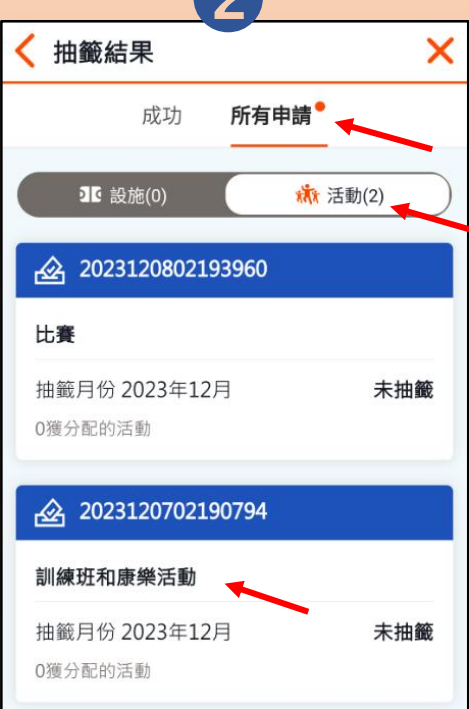 2
抽籤結果
成功 所有申請
設施(0) 活動(2)
2023120802193960
比賽
抽籤月份 2023年12月 未抽籤
0獲分配的活動
2023120702190794
訓練班和康樂活動
抽籤月份 2023年12月 未抽籤
0獲分配的活動